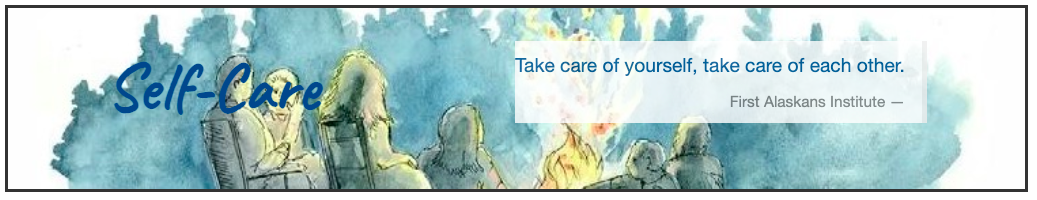 Self-Care
Take care of yourself, take care of each other.
First Alaskans Institute —